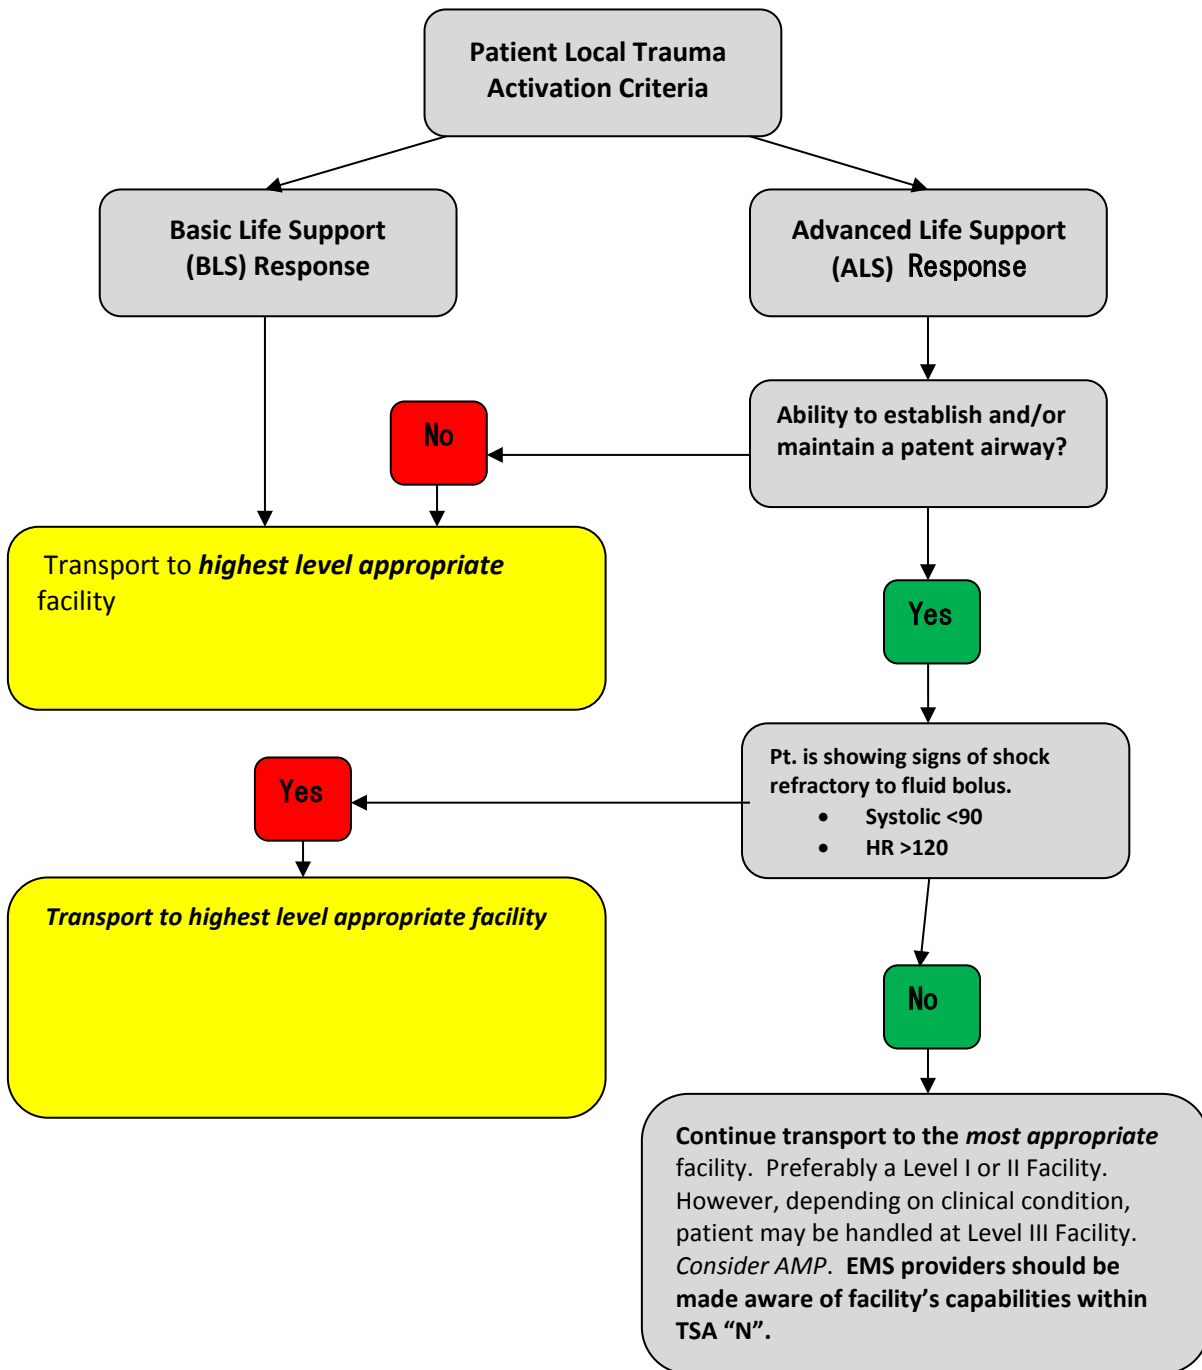 Patient Local Trauma
Activation Criteria
Basic Life Support
(BLS) Response
Advanced Life Support
(ALS) Response
Ability to establish and/or
maintain a patent airway?
No
Transport to highest level appropriate
facility
Yes
Pt. is showing signs of shock
refractory to fluid bolus.
• Systolic <90
• HR >120
Yes
Transport to highest level appropriate facility
No
Continue transport to the most appropriate
facility.  Preferably a Level I or II Facility.
However, depending on clinical condition,
patient may be handled at Level III Facility.
Consider AMP.  EMS providers should be
made aware of facility’s capabilities within
TSA “N”.